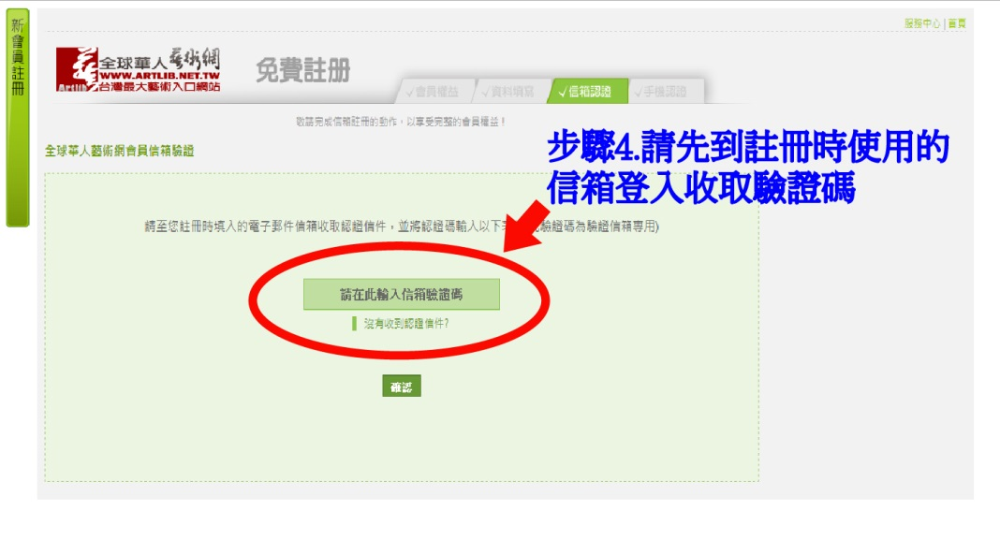 新會員註冊
服務中心 | 首頁
全球華人藝術網
WWW.ARTLIB.NET.TW
Artlib 台灣最大藝術入口網站
免費註冊
√會員權益 √資料填寫 √信箱認證 √手機認證
敬請完成信箱註冊的動作，以享受完整的會員權益！
步驟4.請先到註冊時使用的
信箱登入收取驗證碼
全球華人藝術網會員信箱驗證
請至您註冊時填入的電子郵件信箱收取認證信件，並將認證碼輸入以下 驗證碼為驗證信箱專用)
請在此輸入信箱驗證碼
沒有收到認證信件?
確認